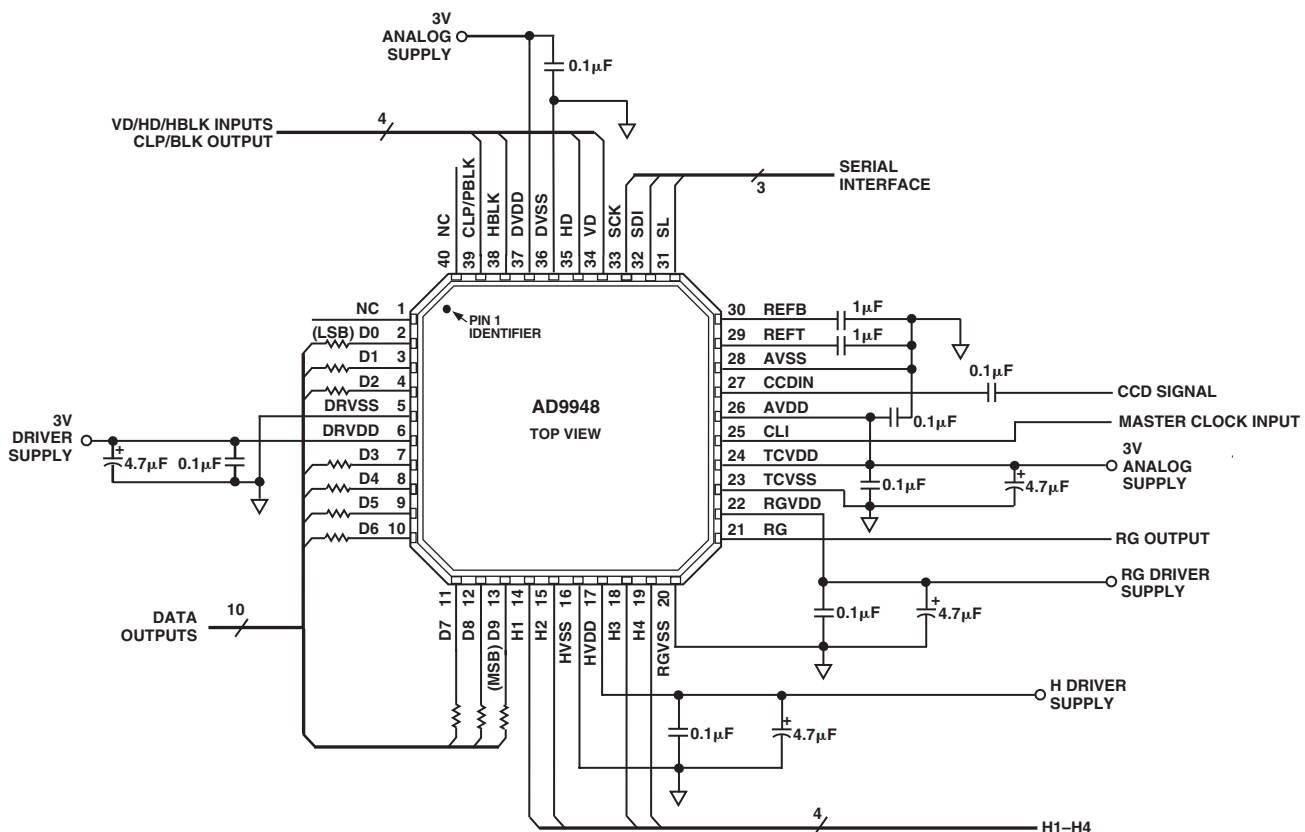 3V
ANALOG
SUPPLY
0.1µF
VD/HD/HBLK INPUTS
CLP/BLK OUTPUT
4
SERIAL
INTERFACE
3
40 NC
39 CLP/PBLK
38 HBLK
37 DVDD
36 DVSS
35 HD
34 VD
33 SCK
32 SDI
31 SL
NC 1
(LSB) D0 2
D1 3
D2 4
DRVSS 5
DRVDD 6
D3 7
D4 8
D5 9
D6 10
PIN 1
IDENTIFIER
AD9948
TOP VIEW
30 REFB 1µF
29 REFT 1µF
28 AVSS
27 CCDIN 0.1µF
CCD SIGNAL
26 AVDD 0.1µF
25 CLI
MASTER CLOCK INPUT
24 TCVDD
3V
ANALOG
SUPPLY
23 TCVSS 0.1µF
+
4.7µF
22 RGVDD
21 RG
RG OUTPUT
3V
DRIVER
SUPPLY
+
4.7µF 0.1µF
RG DRIVER
SUPPLY
0.1µF
+
4.7µF
DATA
OUTPUTS
10
D7 11
D8 12
(MSB) D9 13
H1 14
H2 15
HVSS 16
HVDD 17
H3 18
H4 19
RGVSS 20
H DRIVER
SUPPLY
0.1µF
+
4.7µF
4
H1–H4